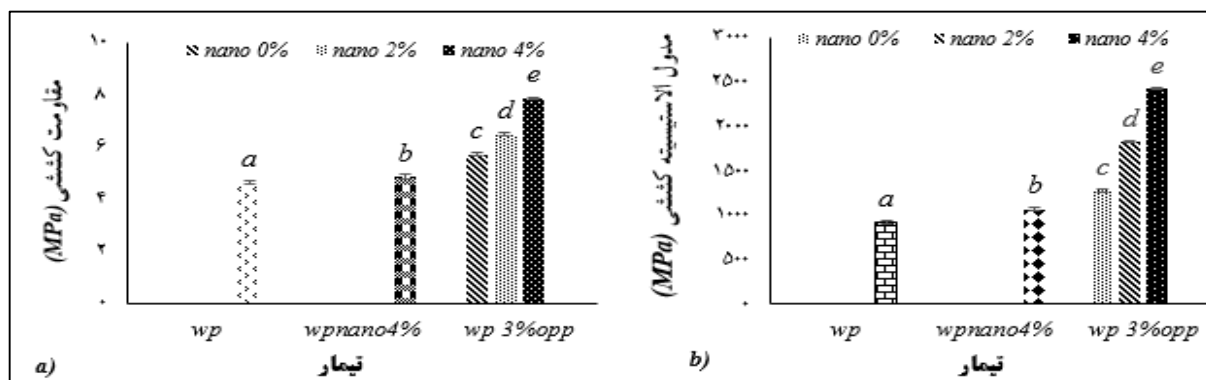 مقاومت کششی (MPa)
۱۰
۸
۶
۴
۲
۰
nano 0% nano 2% nano 4%
a
b
c
d
e
wp wpnano4% wp 3%opp
تیمار
a)
مدول الاستیسیته کششی (MPa)
۳۰۰۰
۲۵۰۰
۲۰۰۰
۱۵۰۰
۱۰۰۰
۵۰۰
۰
nano 0% nano 2% nano 4%
a
b
c
d
e
wp wpnano4% wp 3%opp
تیمار
b)